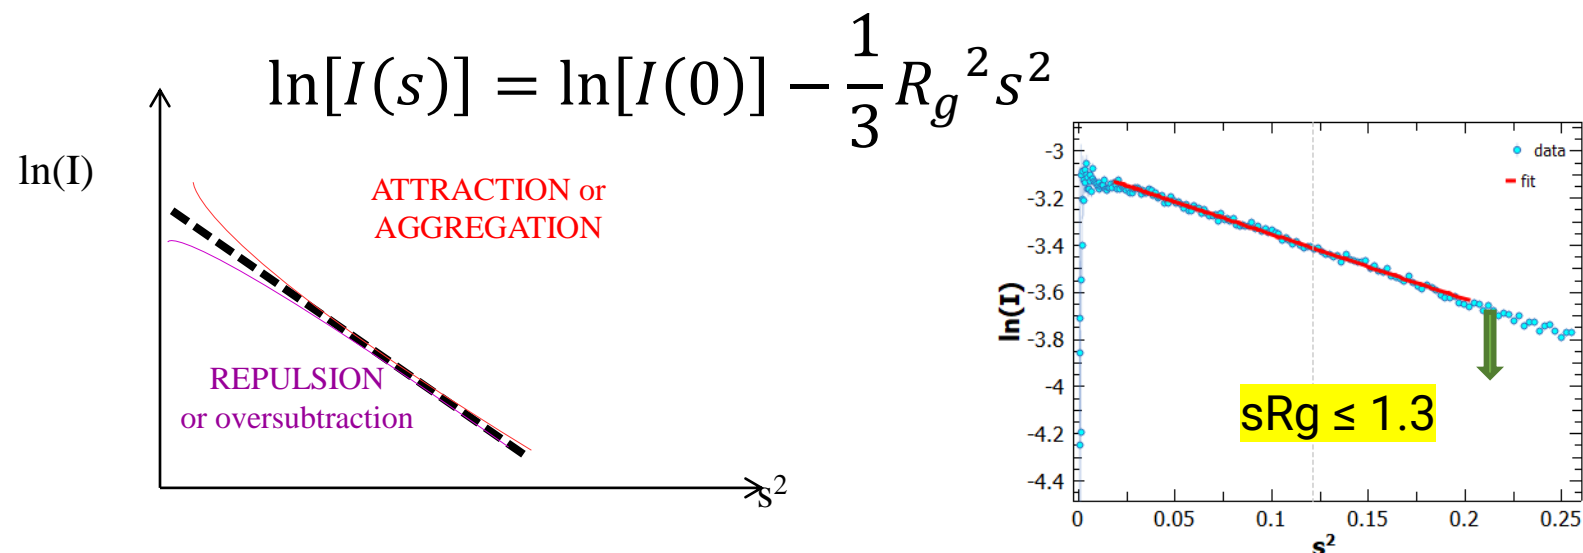 ln[I(s)] = ln[I(0)] − 1/3 R_g² s²
ln(I)
ATTRACTION or
AGGREGATION
REPULSION
or oversubtraction
s²
data
fit
-3
-3.2
-3.4
-3.6
-3.8
-4
-4.2
-4.4
ln(I)
sRg ≤ 1.3
0
0.05
0.1
0.15
0.2
0.25
s²